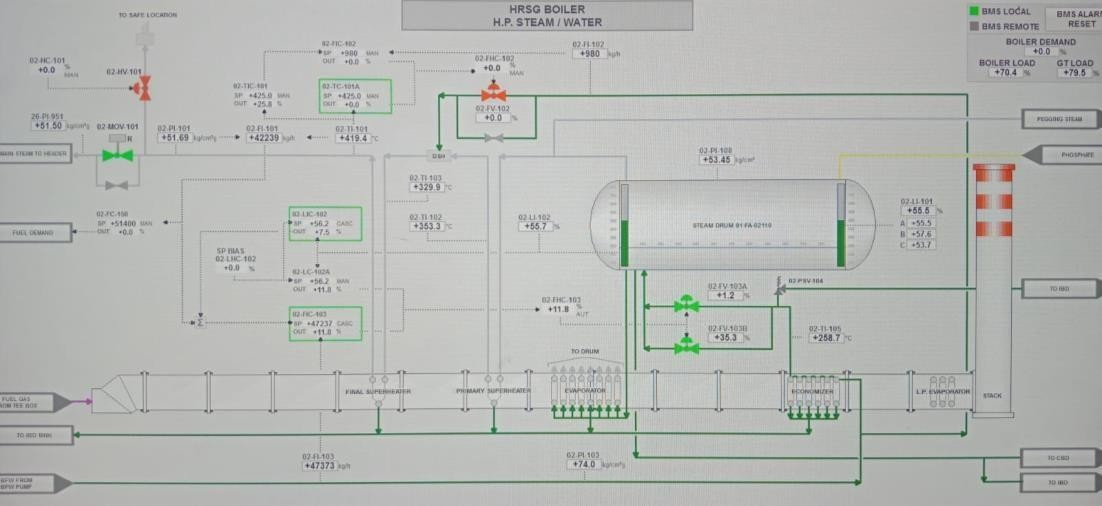 HRSG BOILER
H.P. STEAM / WATER
BMS LOCAL
BMS REMOTE
BMS ALARM
RESET
BOILER DEMAND
+0.0 %
BOILER LOAD
+70.4 %
GT LOAD
+79.5 %
TO SAFE LOCATION
02-HC-101
+0.0 %
MAN
02-HV-101
02-FIC-102
SP +980 MAN
OUT +0.0 %
02-FI-102
+980 kg/h
02-FHC-102
+0.0 %
MAN
02-TIC-101
SP +425.0 MAN
OUT +25.8 %
02-TC-101A
SP +425.0 MAN
OUT +0.0 %
02-FV-102
+0.0 %
26-PI-951
+51.50 kg/cm²g
02-MOV-101
R
02-PI-101
+51.69 kg/cm²g
02-FI-101
+42239 kg/h
02-TI-101
+419.4 °C
PEGGING STEAM
MAIN STEAM TO HEADER
DSH
02-PI-108
+53.45 kg/cm²
PHOSPHATE
02-TI-103
+329.9 °C
02-FC-100
SP +51400 MAN
OUT +0.0 %
FUEL DEMAND
02-LIC-102
SP +56.2 CASC
OUT +7.5 %
02-TI-102
+353.3 °C
02-LI-102
+55.7 %
STEAM DRUM 01-FA-02110
02-LI-101
+55.5 %
A +55.5
B +57.6
C +53.7
SP BIAS
02-LHC-102
+0.0 %
02-LC-102A
SP +56.2 MAN
OUT +11.8 %
02-FIC-103
SP +47237 CASC
OUT +11.8 %
02-FHC-103
+11.8 %
AUT
02-FV-103A
+1.2 %
02-PSV-104
TO IBD
02-FV-103B
+35.3 %
02-TI-105
+258.7 °C
Σ
TO DRUM
FINAL SUPERHEATER
PRIMARY SUPERHEATER
EVAPORATOR
ECONOMIZER
L.P. EVAPORATOR
STACK
FLUE GAS
FROM TEE BOX
TO IBD MAIN
02-FI-103
+47373 kg/h
02-PI-103
+74.0 kg/cm²g
TO CBD
BFW FROM
BFW PUMP
TO IBD